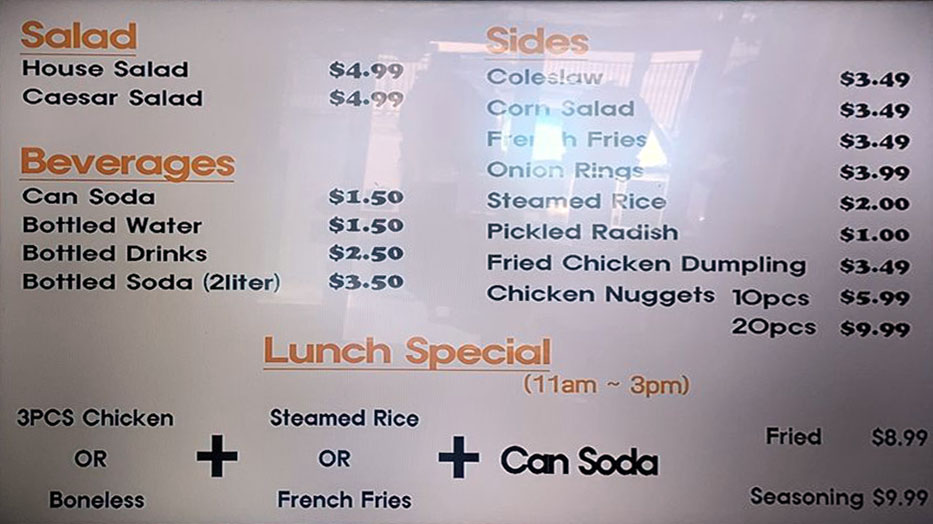 Salad
House Salad $4.99
Caesar Salad $4.99
Beverages
Can Soda $1.50
Bottled Water $1.50
Bottled Drinks $2.50
Bottled Soda (2liter) $3.50
Sides
Coleslaw $3.49
Corn Salad $3.49
French Fries $3.49
Onion Rings $3.99
Steamed Rice $2.00
Pickled Radish $1.00
Fried Chicken Dumpling $3.49
Chicken Nuggets 10pcs $5.99
20pcs $9.99
Lunch Special
(11am ~ 3pm)
3PCS Chicken
OR
Boneless
+
Steamed Rice
OR
French Fries
+
Can Soda
Fried $8.99
Seasoning $9.99